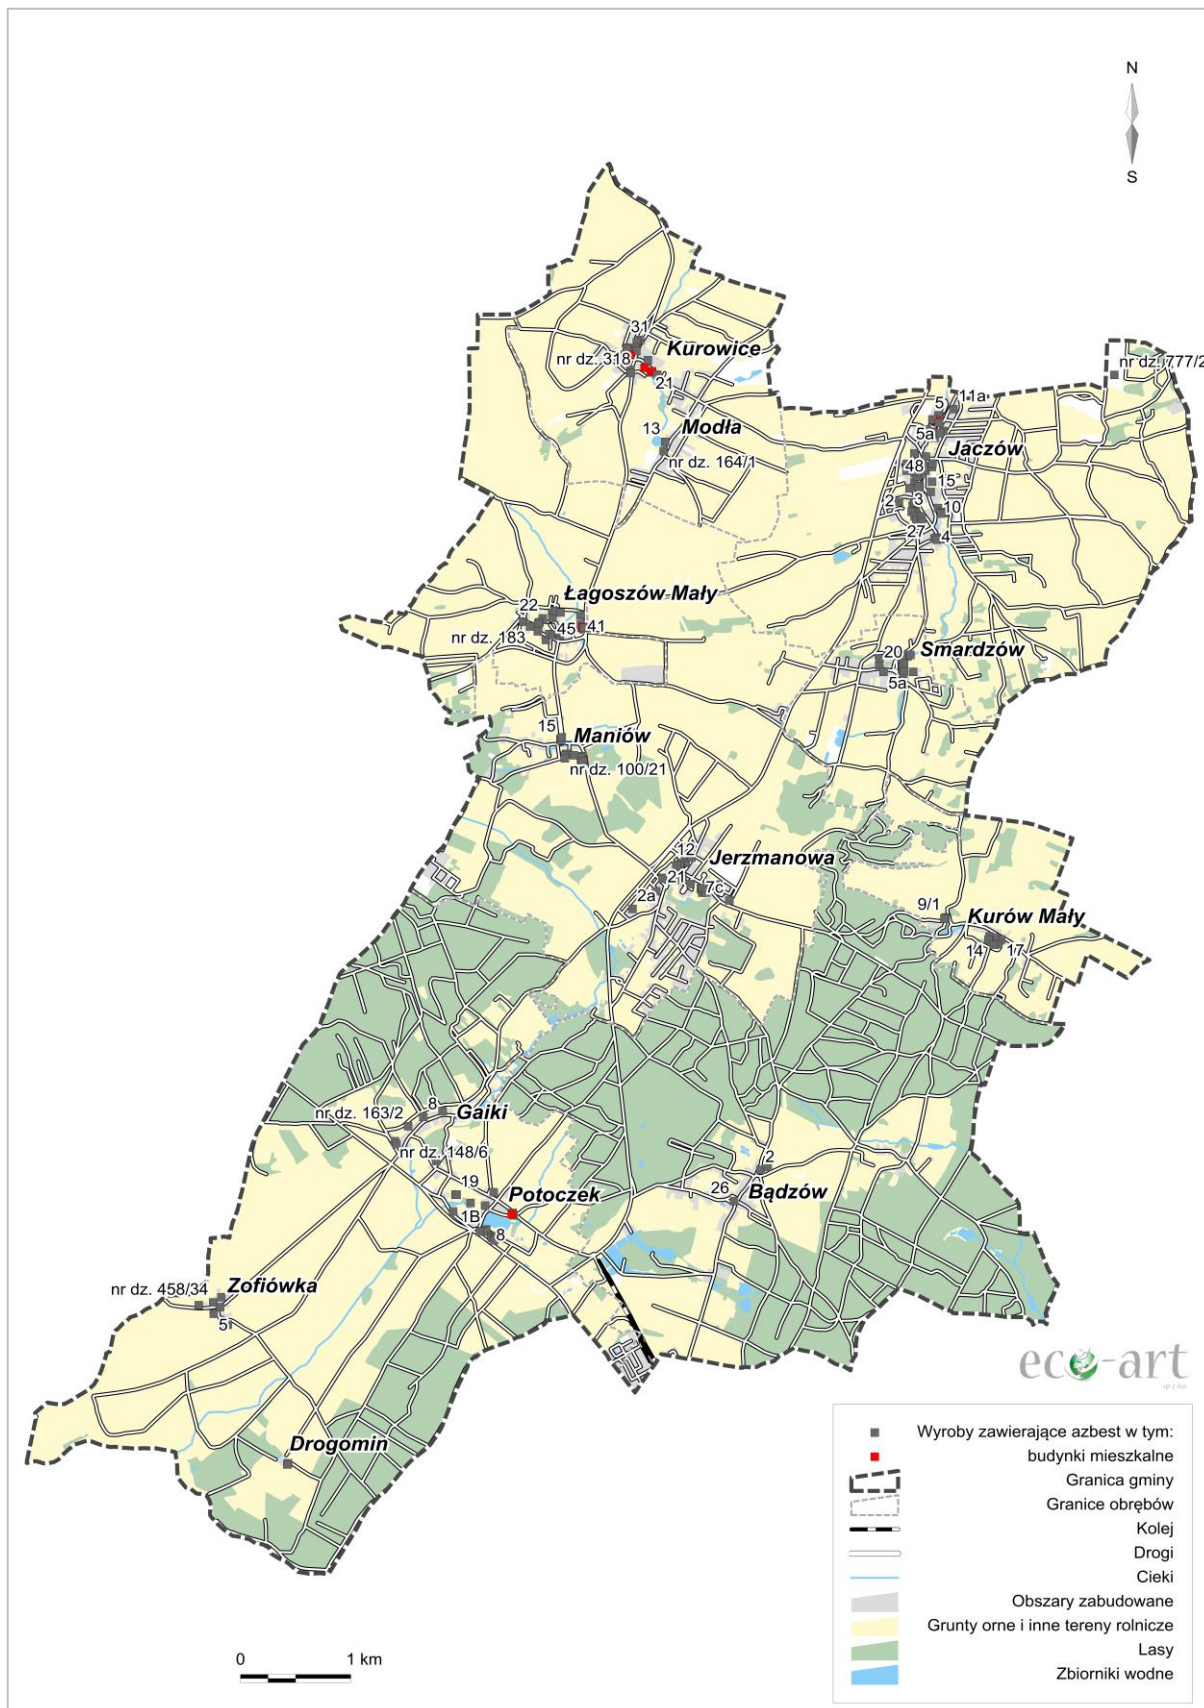 N
S
31
Kurowice
nr dz. 318
21
nr dz. 777/2
11a
5
13
Modła
5a
nr dz. 164/1
Jaczów
48
15
2
3
10
27
4
Łagoszów Mały
22
41
45
nr dz. 183
20
Smardzów
5a
15
Maniów
nr dz. 100/21
12
Jerzmanowa
21
2a
7c
9/1
Kurów Mały
14
17
8
Gaiki
nr dz. 163/2
nr dz. 148/6
2
19
Potoczek
26
Bądzów
1B
8
nr dz. 458/34
Zofiówka
5
eco-art
Drogomin
Wyroby zawierające azbest w tym:
budynki mieszkalne
Granica gminy
Granice obrębów
Kolej
Drogi
Cieki
Obszary zabudowane
Grunty orne i inne tereny rolnicze
Lasy
Zbiorniki wodne
0 1 km